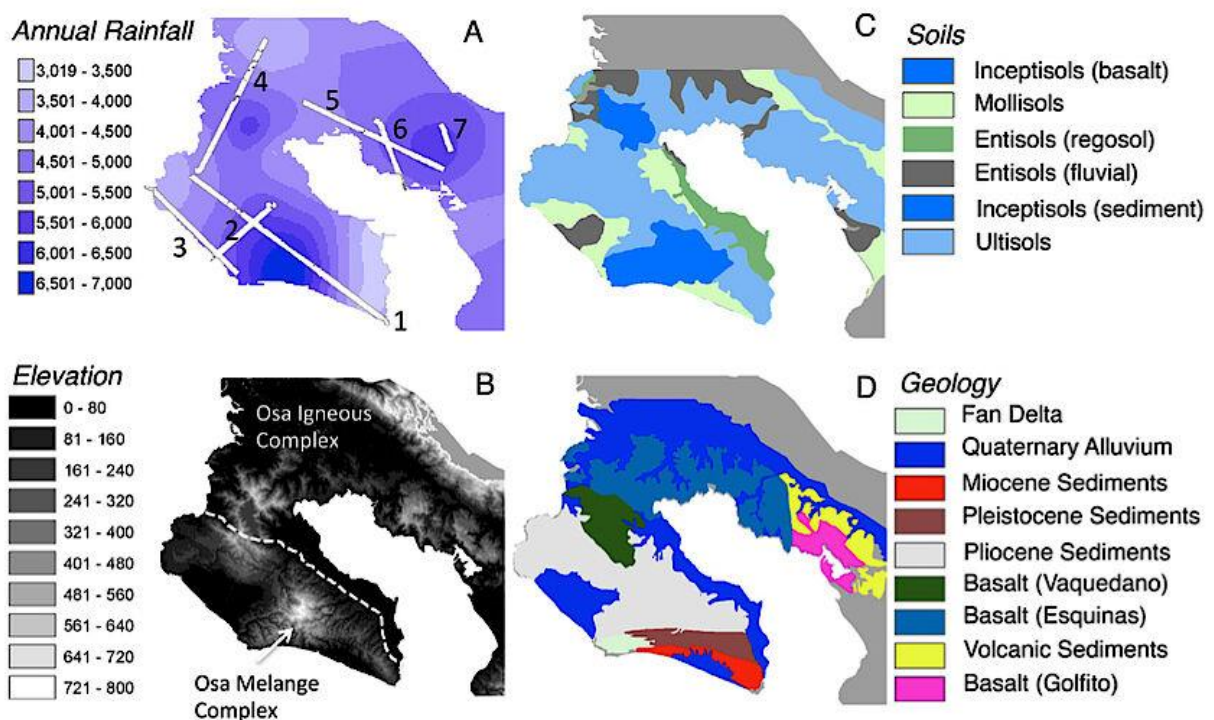 Annual Rainfall
3,019 - 3,500
3,501 - 4,000
4,001 - 4,500
4,501 - 5,000
5,001 - 5,500
5,501 - 6,000
6,001 - 6,500
6,501 - 7,000
A
4
5
6
7
2
3
1
C
Soils
Inceptisols (basalt)
Mollisols
Entisols (regosol)
Entisols (fluvial)
Inceptisols (sediment)
Ultisols
Elevation
0 - 80
81 - 160
161 - 240
241 - 320
321 - 400
401 - 480
481 - 560
561 - 640
641 - 720
721 - 800
B
Osa Igneous
Complex
Osa Melange
Complex
D
Geology
Fan Delta
Quaternary Alluvium
Miocene Sediments
Pleistocene Sediments
Pliocene Sediments
Basalt (Vaquedano)
Basalt (Esquinas)
Volcanic Sediments
Basalt (Golfito)